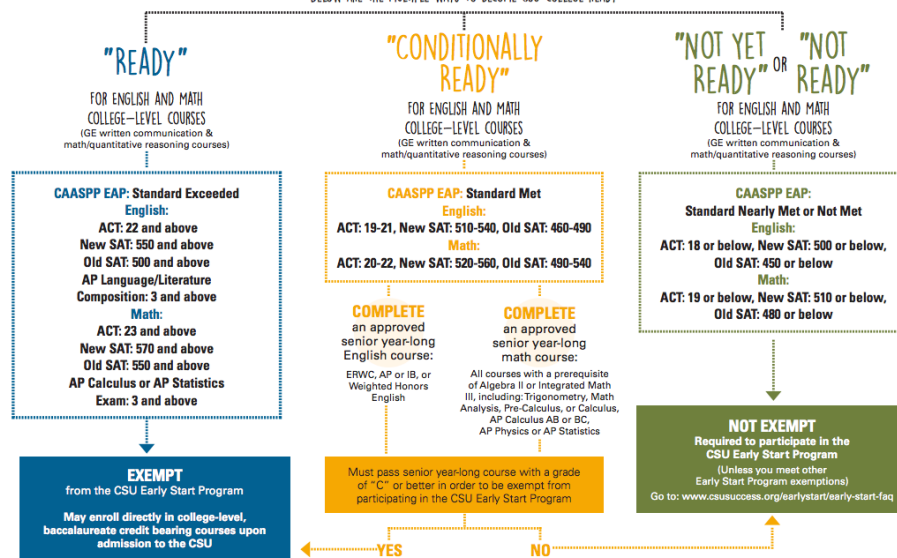 BELOW ARE THE MULTIPLE WAYS TO BECOME CSU COLLEGE READY
"READY"
FOR ENGLISH AND MATH
COLLEGE-LEVEL COURSES
(GE written communication &
math/quantitative reasoning courses)
CAASPP EAP: Standard Exceeded
English:
ACT: 22 and above
New SAT: 550 and above
Old SAT: 500 and above
AP Language/Literature
Composition: 3 and above
Math:
ACT: 23 and above
New SAT: 570 and above
Old SAT: 550 and above
AP Calculus or AP Statistics
Exam: 3 and above
EXEMPT
from the CSU Early Start Program
May enroll directly in college-level,
baccalaureate credit bearing courses upon
admission to the CSU
"CONDITIONALLY
READY"
FOR ENGLISH AND MATH
COLLEGE-LEVEL COURSES
(GE written communication &
math/quantitative reasoning courses)
CAASPP EAP: Standard Met
English:
ACT: 19-21, New SAT: 510-540, Old SAT: 460-490
Math:
ACT: 20-22, New SAT: 520-560, Old SAT: 490-540
COMPLETE
an approved
senior year-long
English course:
ERWC, AP or IB, or
Weighted Honors
English
COMPLETE
an approved
senior year-long
math course:
All courses with a prerequisite
of Algebra II or Integrated Math
III, including: Trigonometry, Math
Analysis, Pre-Calculus, or Calculus,
AP Calculus AB or BC,
AP Physics or AP Statistics
Must pass senior year-long course with a grade
of "C" or better in order to be exempt from
participating in the CSU Early Start Program
YES
NO
"NOT YET
READY" OR "NOT
READY"
FOR ENGLISH AND MATH
COLLEGE-LEVEL COURSES
(GE written communication &
math/quantitative reasoning courses)
CAASPP EAP:
Standard Nearly Met or Not Met
English:
ACT: 18 or below, New SAT: 500 or below,
Old SAT: 450 or below
Math:
ACT: 19 or below, New SAT: 510 or below,
Old SAT: 480 or below
NOT EXEMPT
Required to participate in the
CSU Early Start Program
(Unless you meet other
Early Start Program exemptions)
Go to: www.csusuccess.org/earlystart/early-start-faq